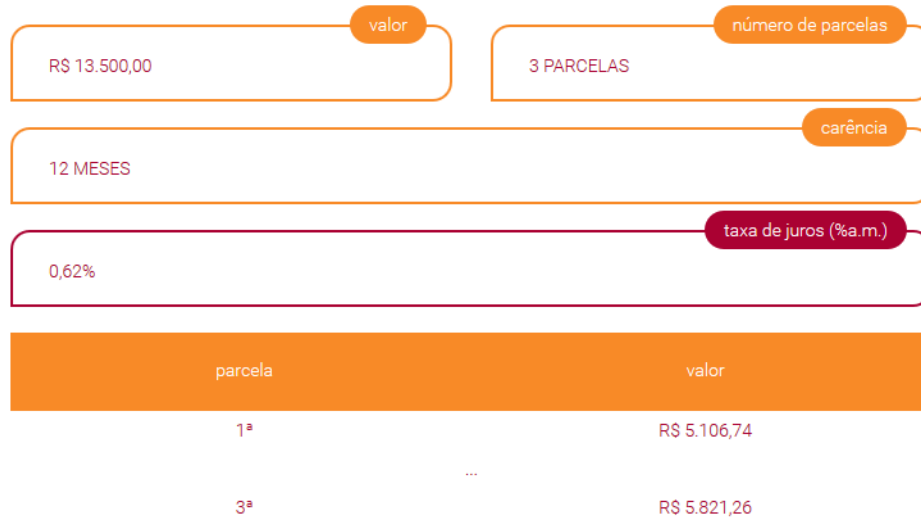 valor
R$ 13.500,00
número de parcelas
3 PARCELAS
carência
12 MESES
taxa de juros (%a.m.)
0,62%
parcela valor
1ª R$ 5.106,74
...
3ª R$ 5.821,26